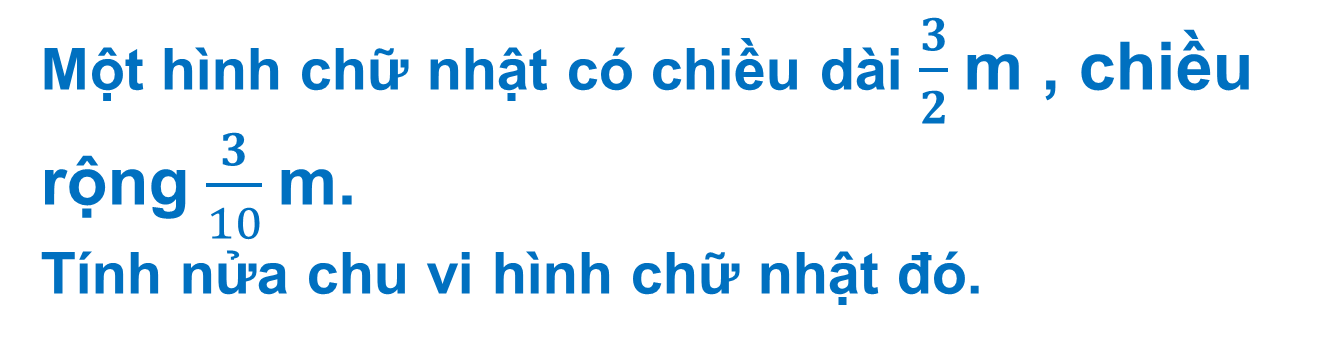 Một hình chữ nhật có chiều dài 3/2 m , chiều
rộng 3/10 m.
Tính nửa chu vi hình chữ nhật đó.